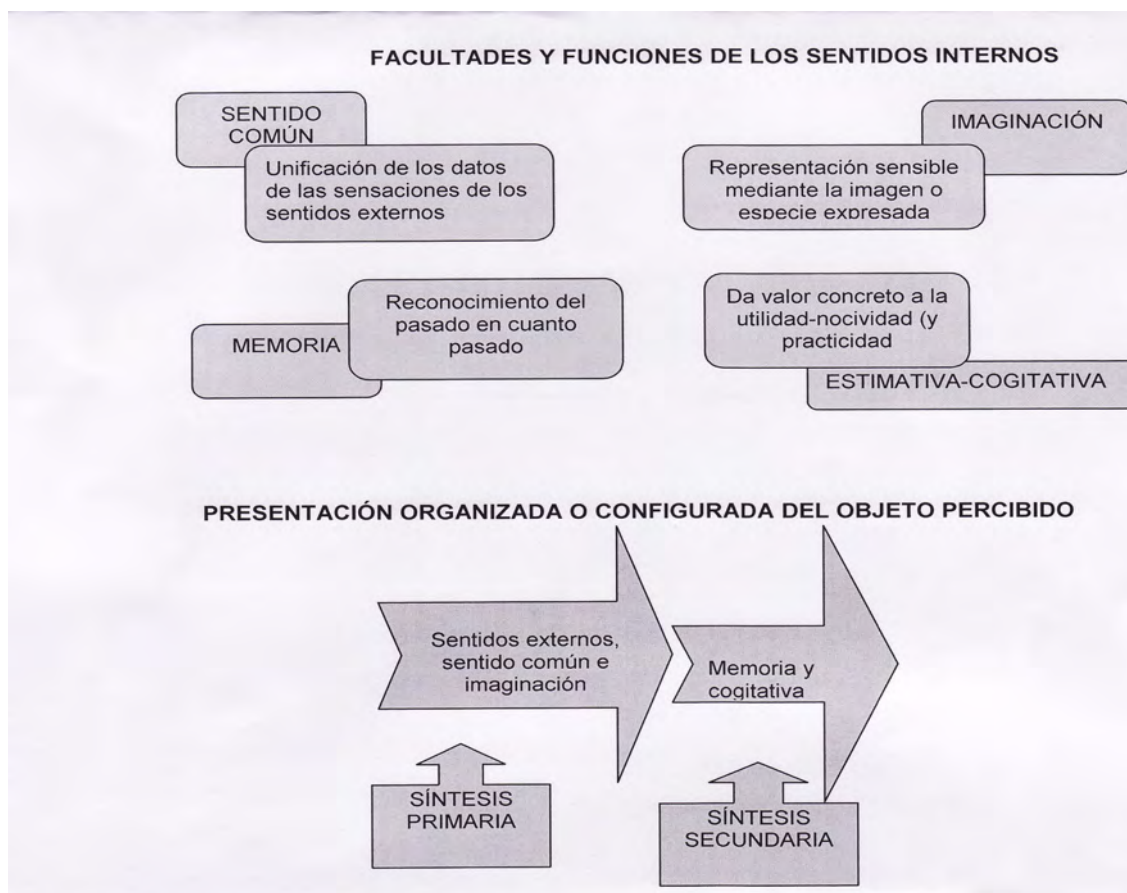 FACULTADES Y FUNCIONES DE LOS SENTIDOS INTERNOS
SENTIDO
COMÚN
Unificación de los datos
de las sensaciones de los
sentidos externos
IMAGINACIÓN
Representación sensible
mediante la imagen o
especie expresada
MEMORIA
Reconocimiento del
pasado en cuanto
pasado
Da valor concreto a la
utilidad-nocividad (y
practicidad
ESTIMATIVA-COGITATIVA
PRESENTACIÓN ORGANIZADA O CONFIGURADA DEL OBJETO PERCIBIDO
Sentidos externos,
sentido común e
imaginación
Memoria y
cogitativa
SÍNTESIS
PRIMARIA
SÍNTESIS
SECUNDARIA